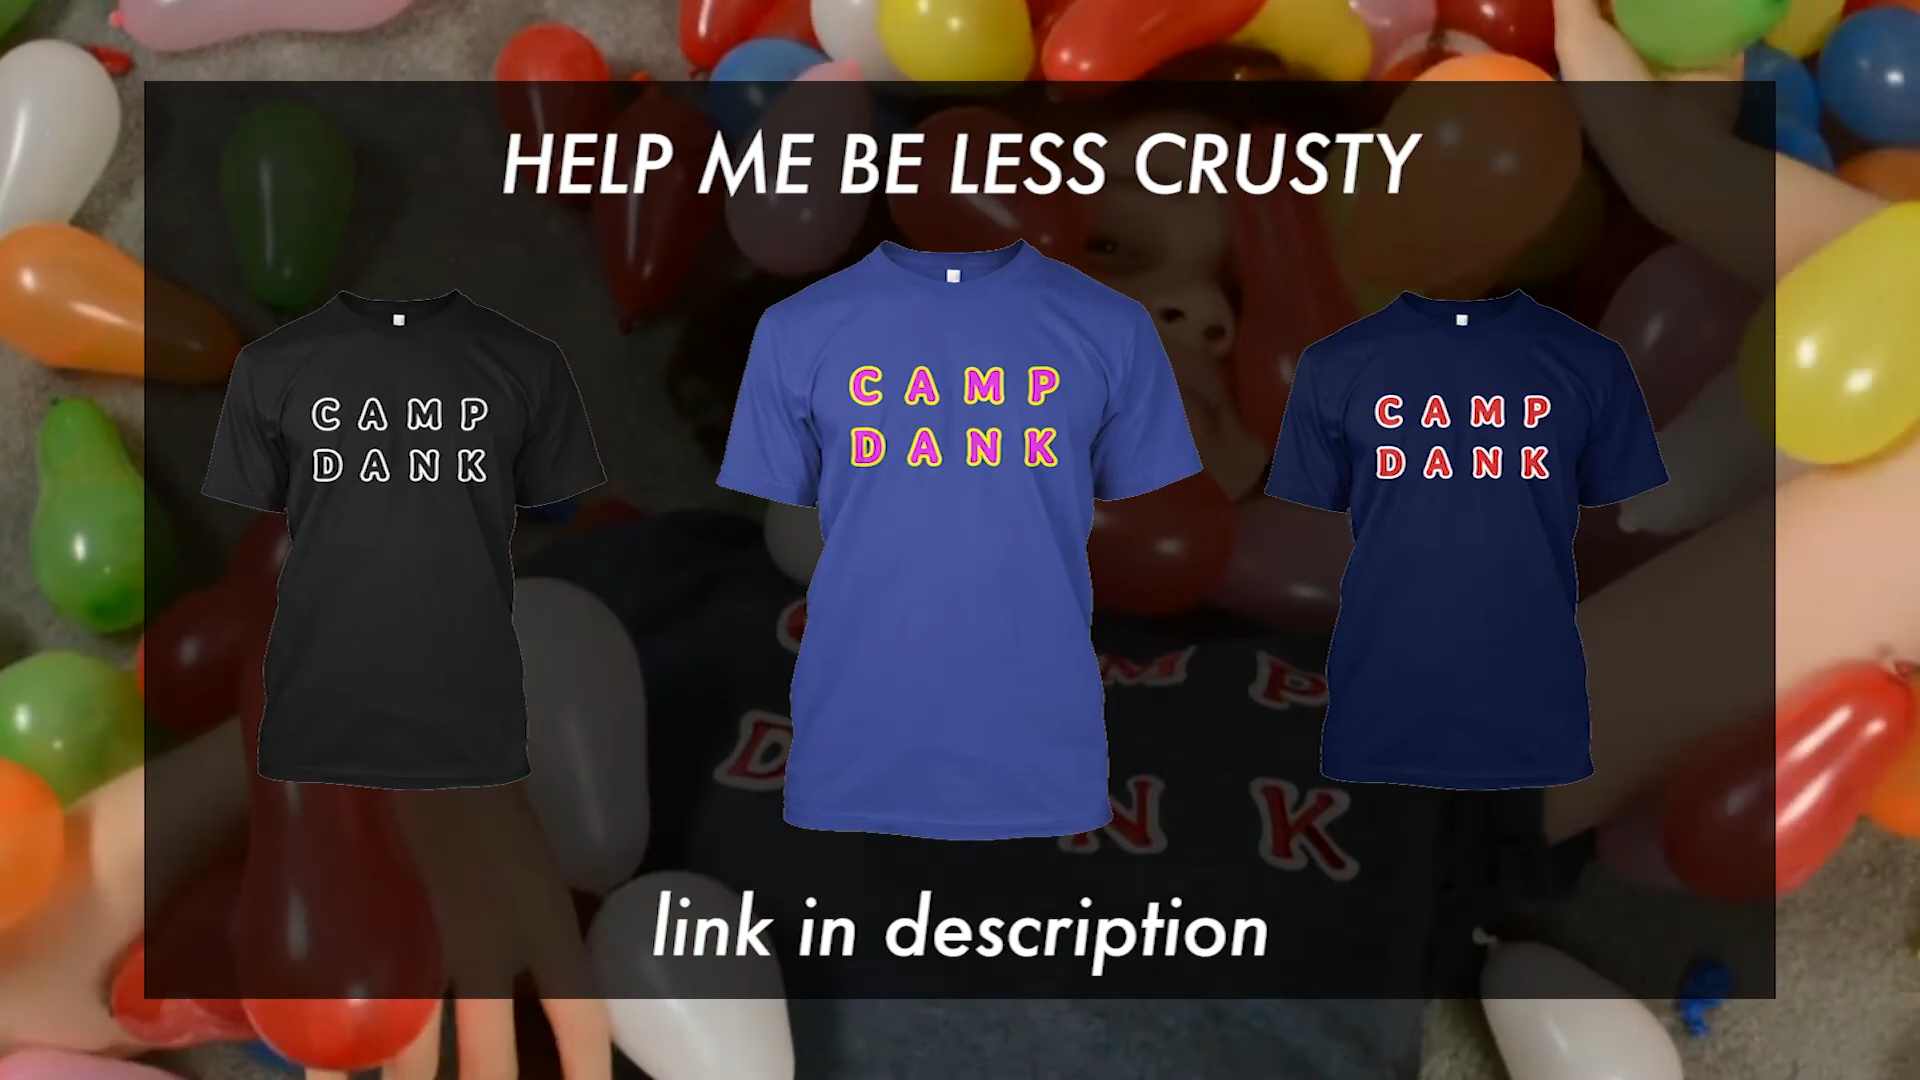 HELP ME BE LESS CRUSTY
CAMP
DANK
CAMP
DANK
CAMP
DANK
M P
D N K
link in description